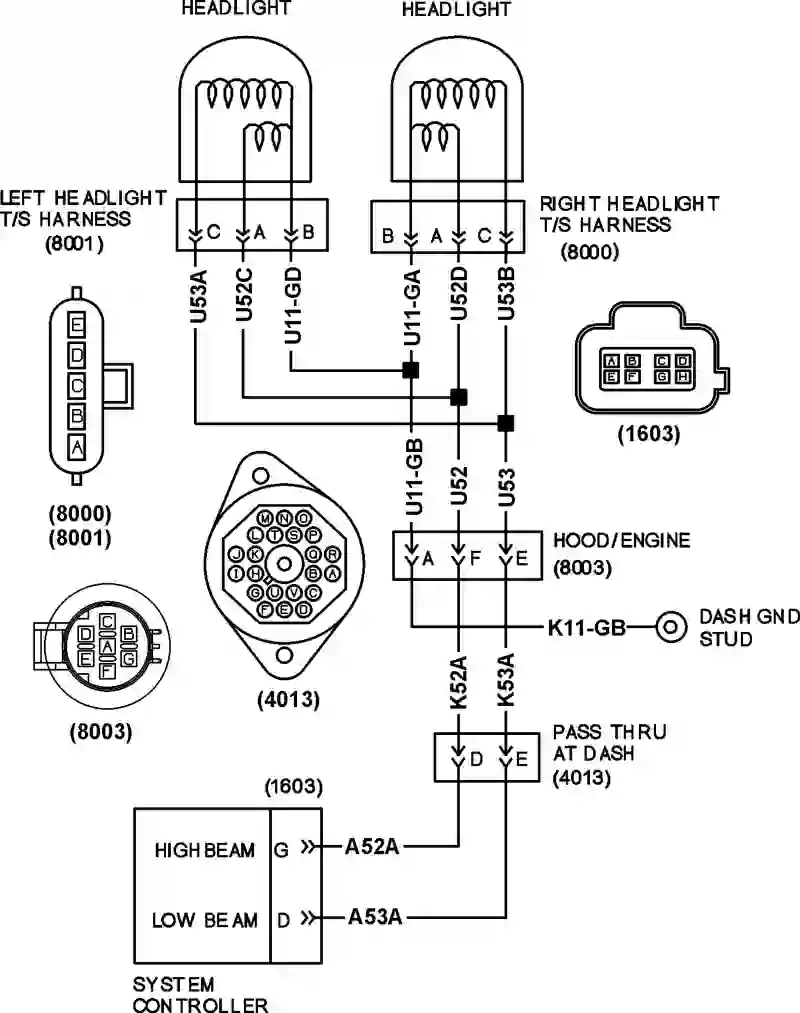 HEADLIGHT
HEADLIGHT
LEFT HEADLIGHT
T/S HARNESS
(8001)
C A B
B A C
RIGHT HEADLIGHT
T/S HARNESS
(8000)
U53A
U52C
U11-GD
U11-GA
U52D
U53B
E
D
C
B
A
(8000)
(8001)
A B C D
E F G H
(1603)
U11-GB
U52
U53
M N O
L T S P
J K Q R
I H B A
G U V C
F E D
(4013)
A F E
HOOD/ENGINE
(8003)
K11-GB
DASH GND
STUD
C
D B
A
E G
F
(8003)
K52A
K53A
D E
PASS THRU
AT DASH
(4013)
(1603)
HIGH BEAM G A52A
LOW BEAM D A53A
SYSTEM
CONTROLLER